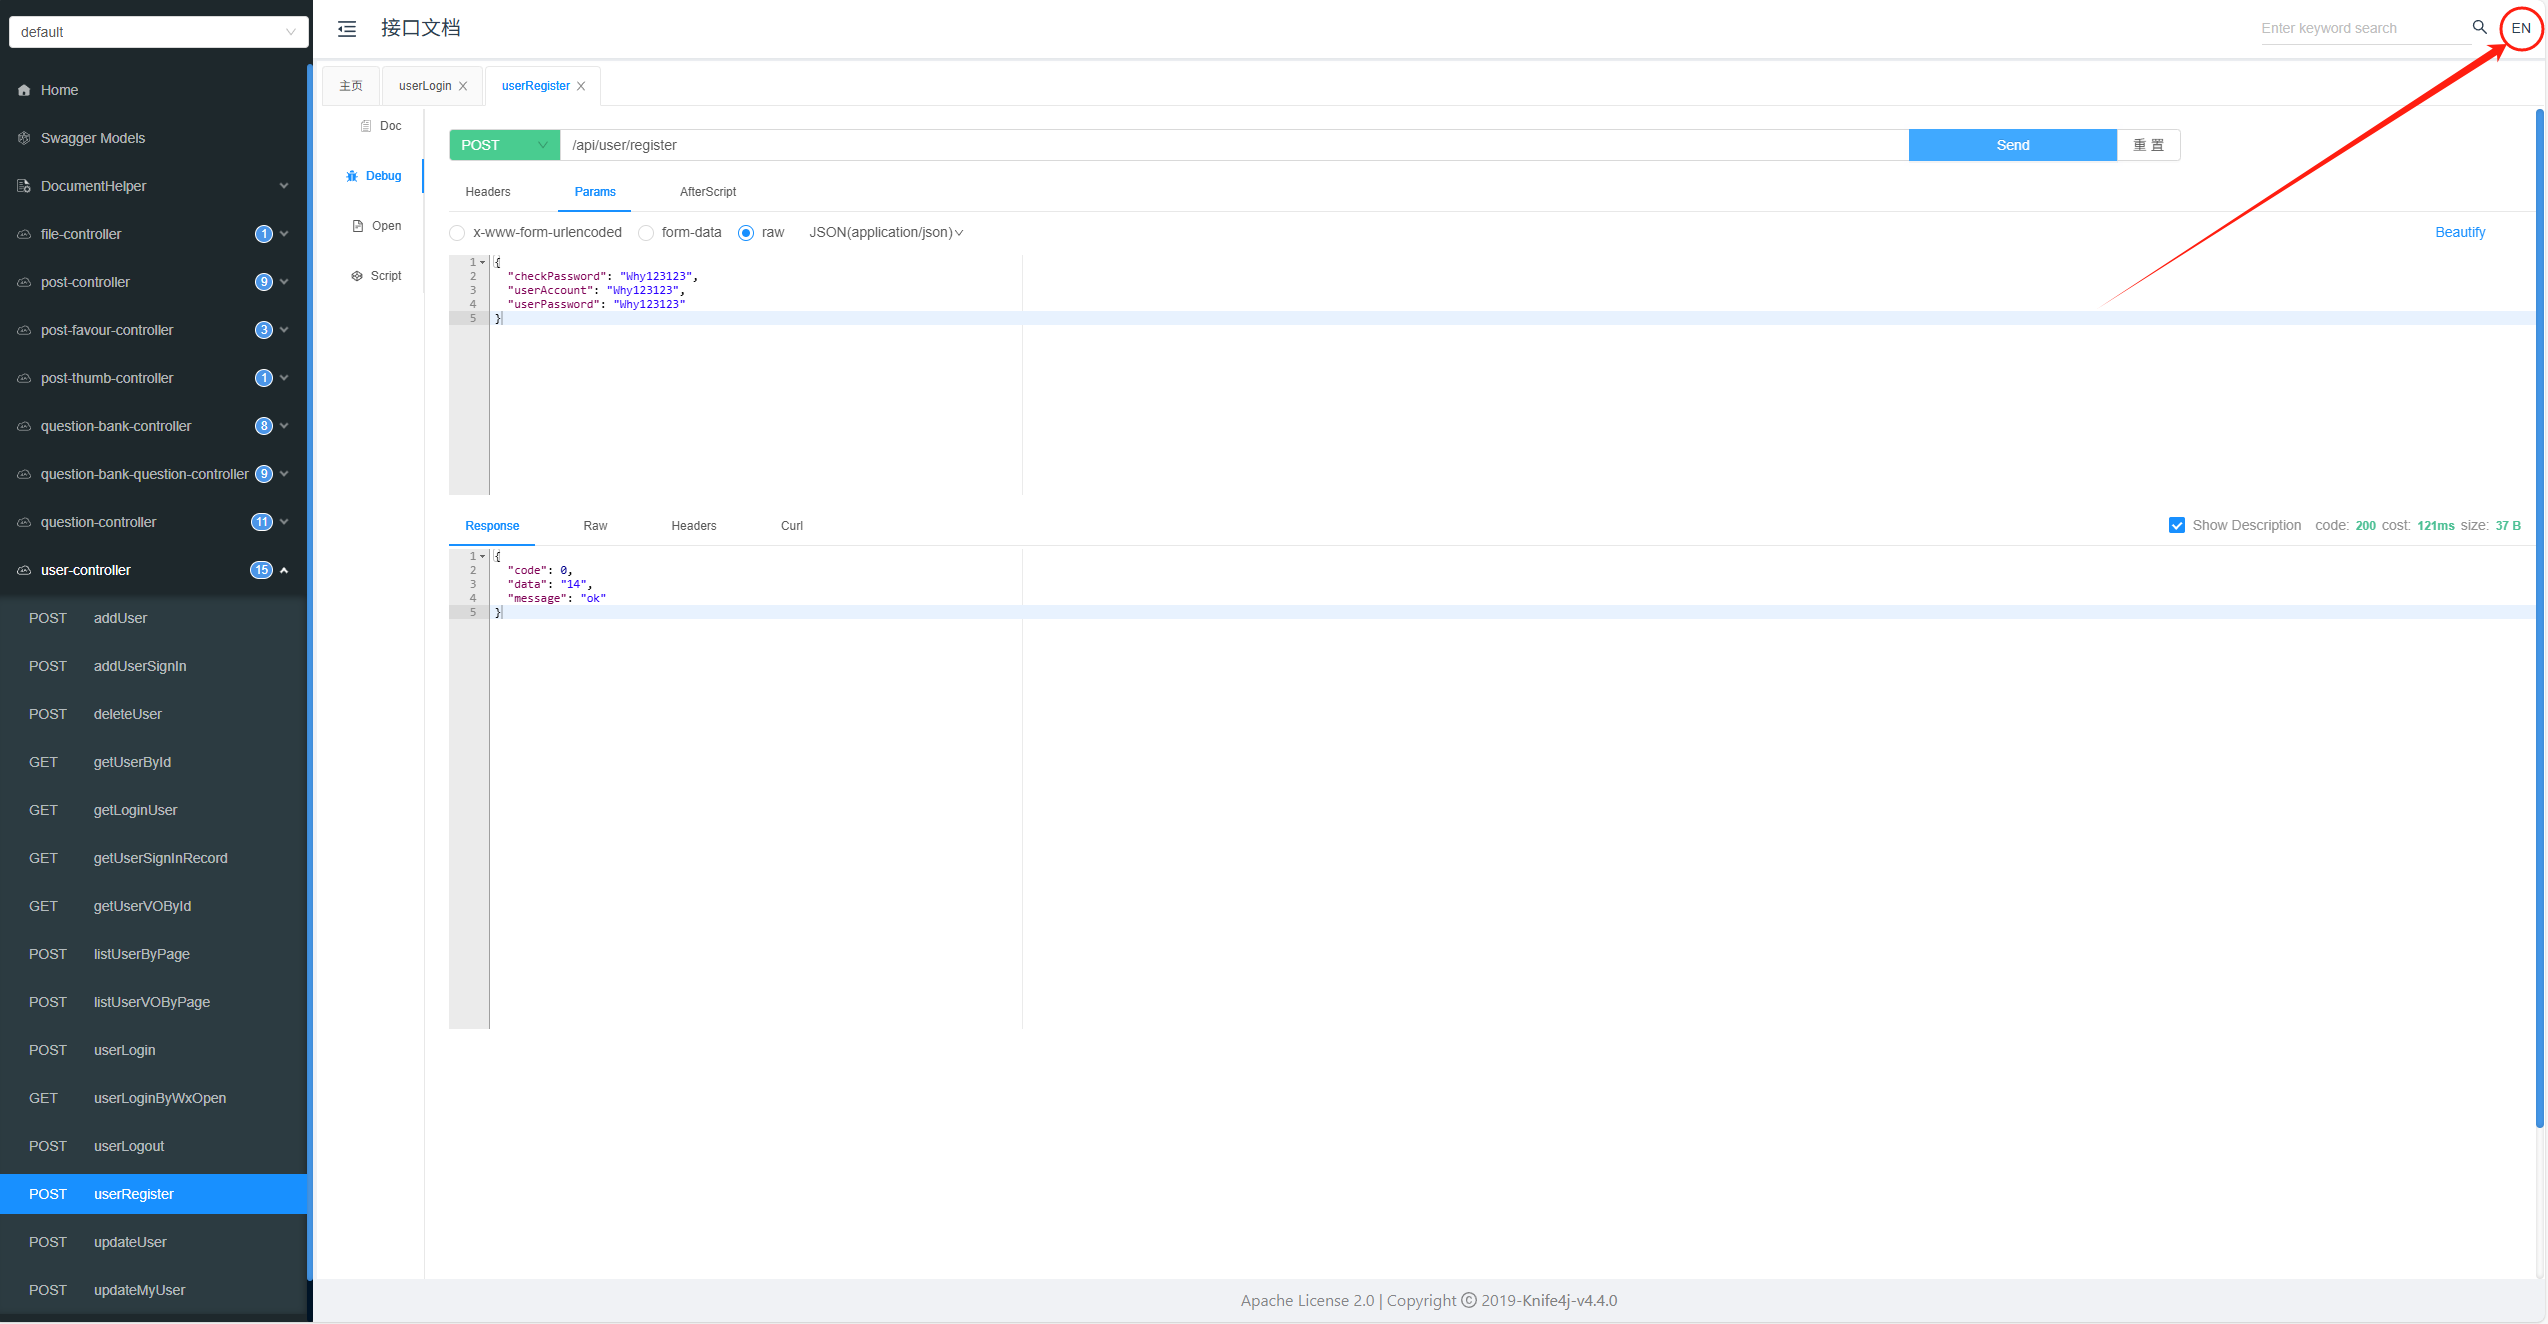 default
Home
Swagger Models
DocumentHelper
file-controller 1
post-controller 9
post-favour-controller 3
post-thumb-controller 1
question-bank-controller 8
question-bank-question-controller 9
question-controller 11
user-controller 15
POST addUser
POST addUserSignIn
POST deleteUser
GET getUserById
GET getLoginUser
GET getUserSignInRecord
GET getUserVOById
POST listUserByPage
POST listUserVOByPage
POST userLogin
GET userLoginByWxOpen
POST userLogout
POST userRegister
POST updateUser
POST updateMyUser
接口文档
Enter keyword search
EN
主页 userLogin userRegister
Doc
Debug
Open
Script
POST /api/user/register Send 重 置
Headers Params AfterScript
x-www-form-urlencoded form-data raw JSON(application/json) Beautify
1 {
2 "checkPassword": "Why123123",
3 "userAccount": "Why123123",
4 "userPassword": "Why123123"
5 }
Response Raw Headers Curl Show Description code: 200 cost: 121ms size: 37 B
1 {
2 "code": 0,
3 "data": "14",
4 "message": "ok"
5 }
Apache License 2.0 | Copyright © 2019-Knife4j-v4.4.0